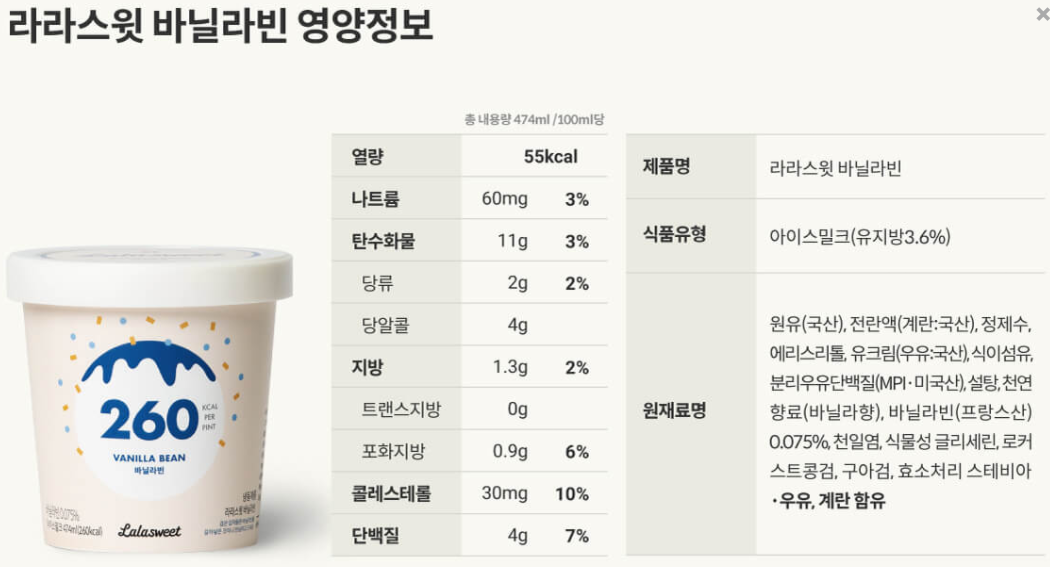 라라스윗 바닐라빈 영양정보
총 내용량 474ml /100ml당
열량 55kcal
나트륨 60mg 3%
탄수화물 11g 3%
당류 2g 2%
당알콜 4g
지방 1.3g 2%
트랜스지방 0g
포화지방 0.9g 6%
콜레스테롤 30mg 10%
단백질 4g 7%
제품명 라라스윗 바닐라빈
식품유형 아이스밀크(유지방3.6%)
원재료명
원유(국산), 전란액(계란:국산), 정제수,
에리스리톨, 유크림(우유:국산), 식이섬유,
분리우유단백질(MPI·미국산), 설탕, 천연
향료(바닐라향), 바닐라빈(프랑스산)
0.075%, 천일염, 식물성 글리세린, 로커
스트콩검, 구아검, 효소처리 스테비아
·우유, 계란 함유
Lalasweet
260
KCAL
PER
PINT
VANILLA BEAN
바닐라빈
474ml(260kcal)
라라스윗 바닐라빈
Lalasweet